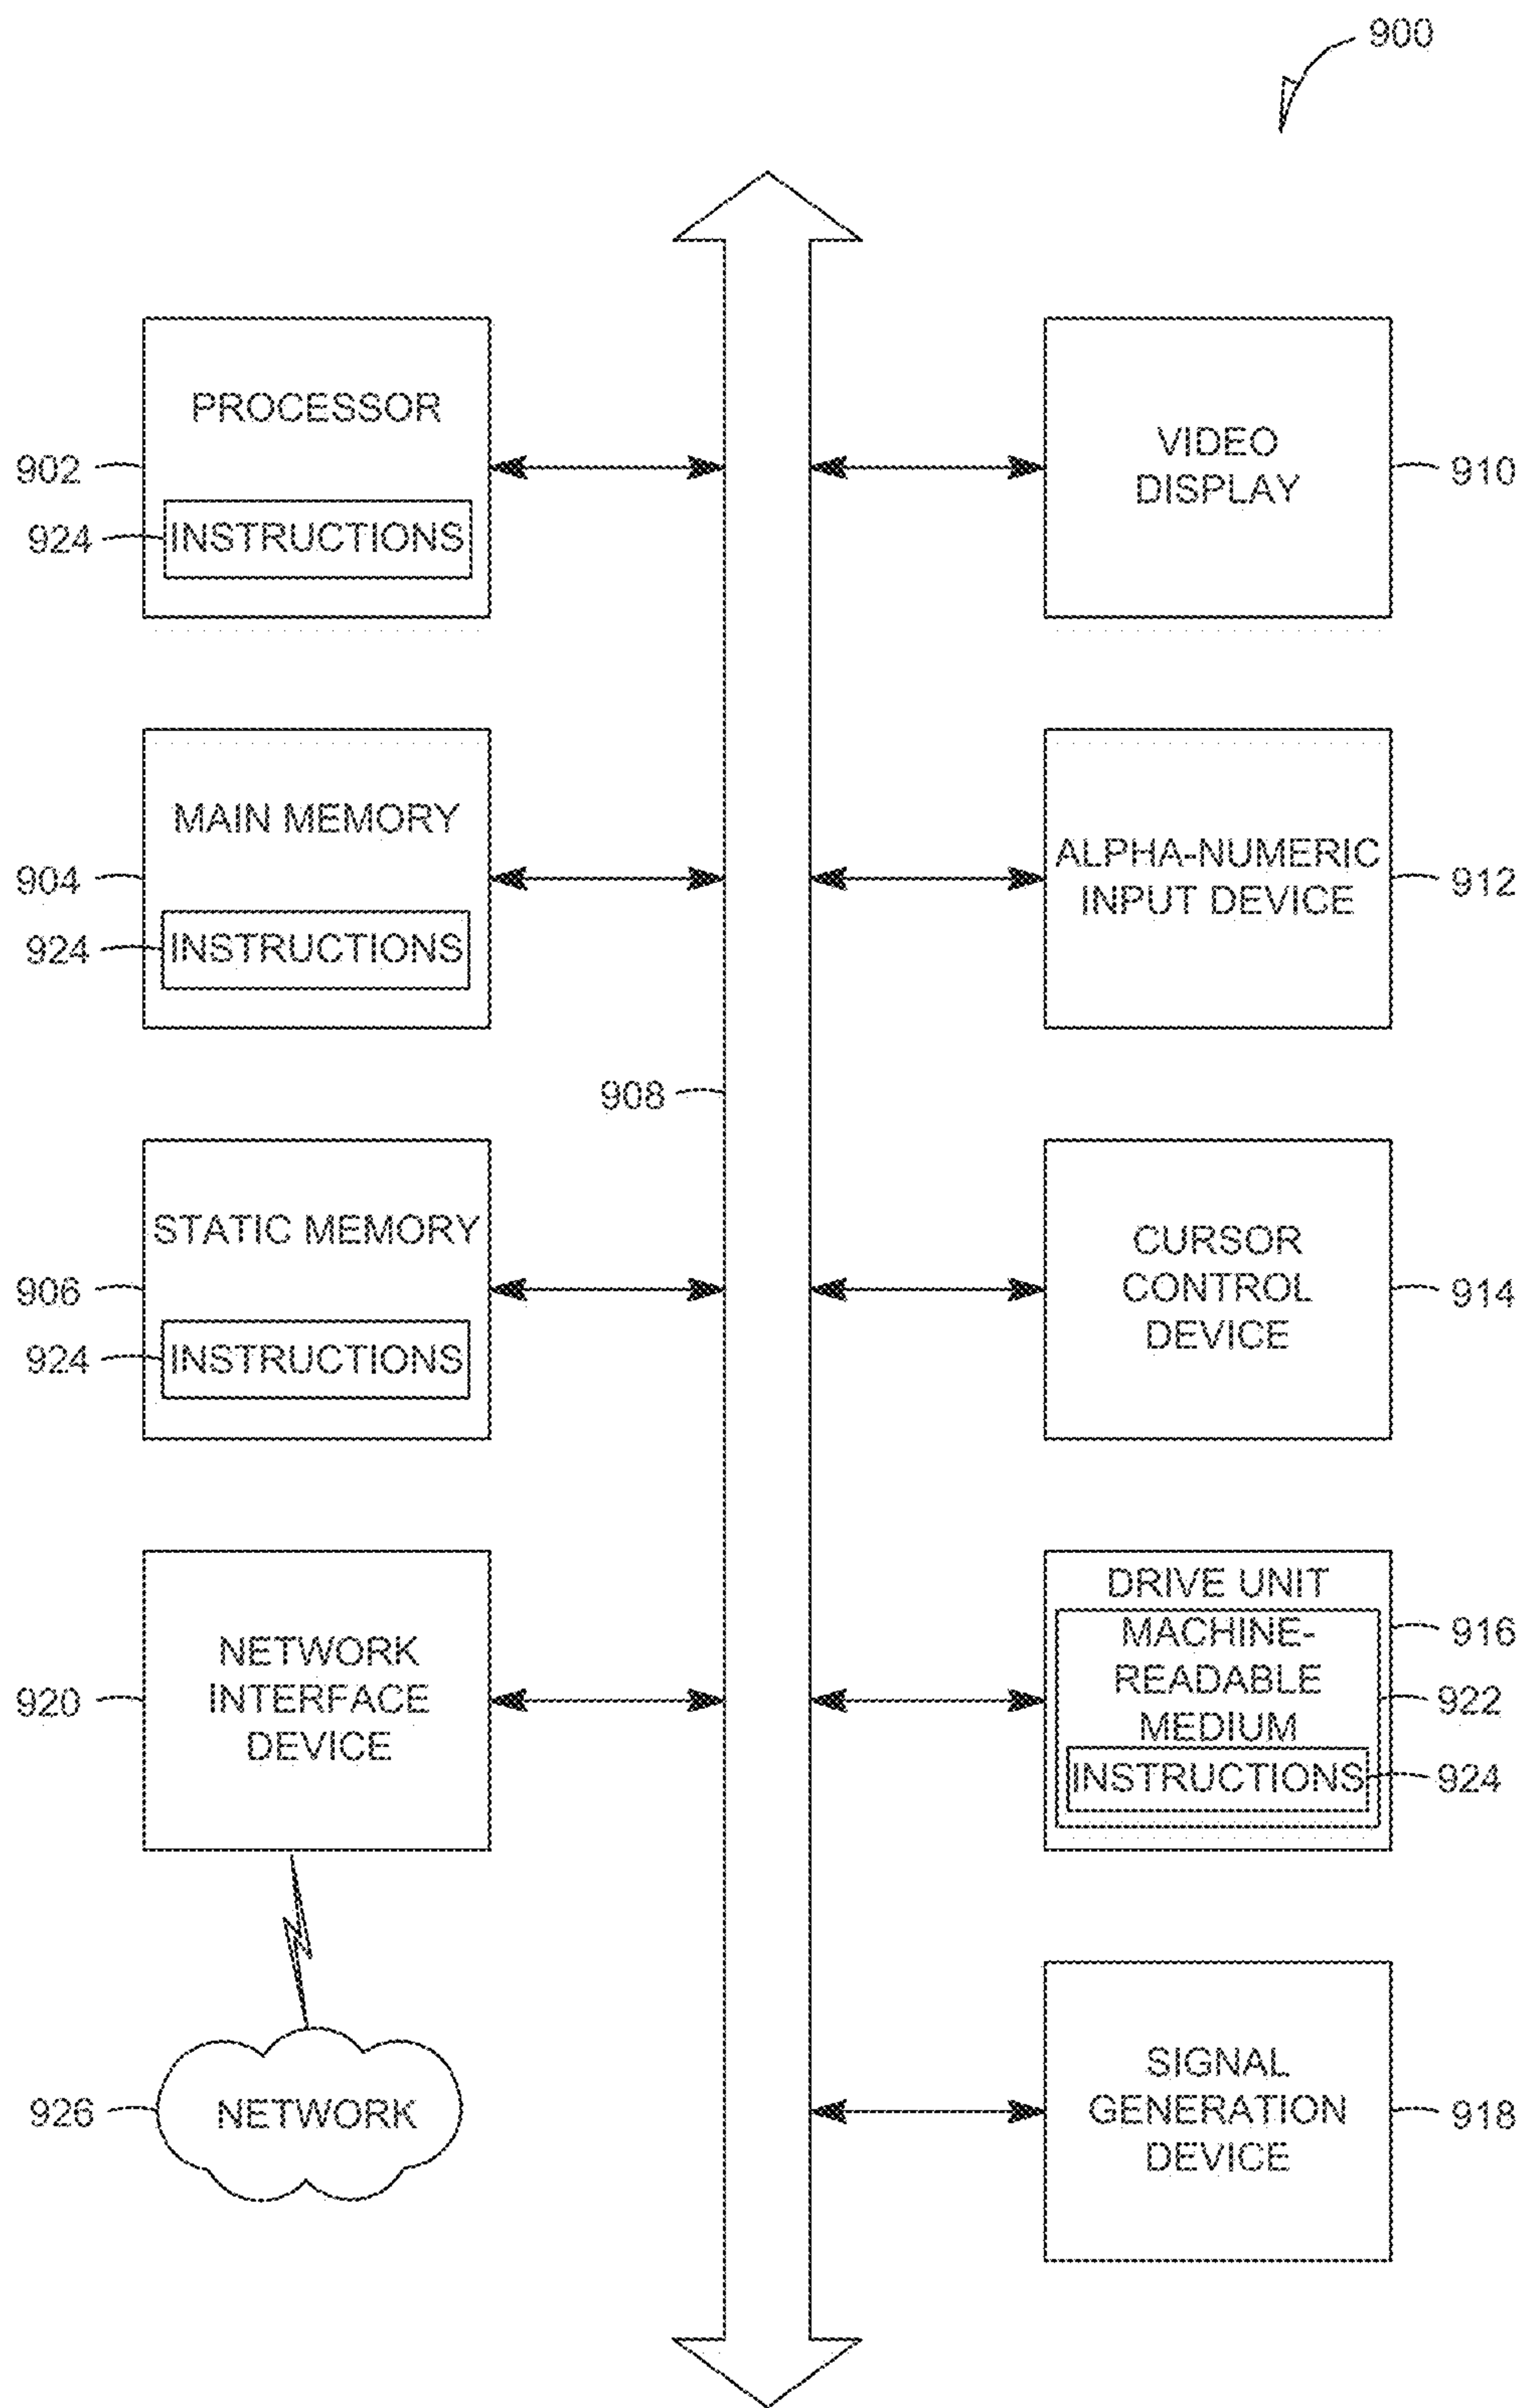 900
PROCESSOR
902
924
INSTRUCTIONS
VIDEO
DISPLAY
910
MAIN MEMORY
904
924
INSTRUCTIONS
ALPHA-NUMERIC
INPUT DEVICE
912
908
STATIC MEMORY
906
924
INSTRUCTIONS
CURSOR
CONTROL
DEVICE
914
NETWORK
INTERFACE
DEVICE
920
DRIVE UNIT
916
MACHINE-
READABLE
MEDIUM
922
INSTRUCTIONS
924
926
NETWORK
SIGNAL
GENERATION
DEVICE
918